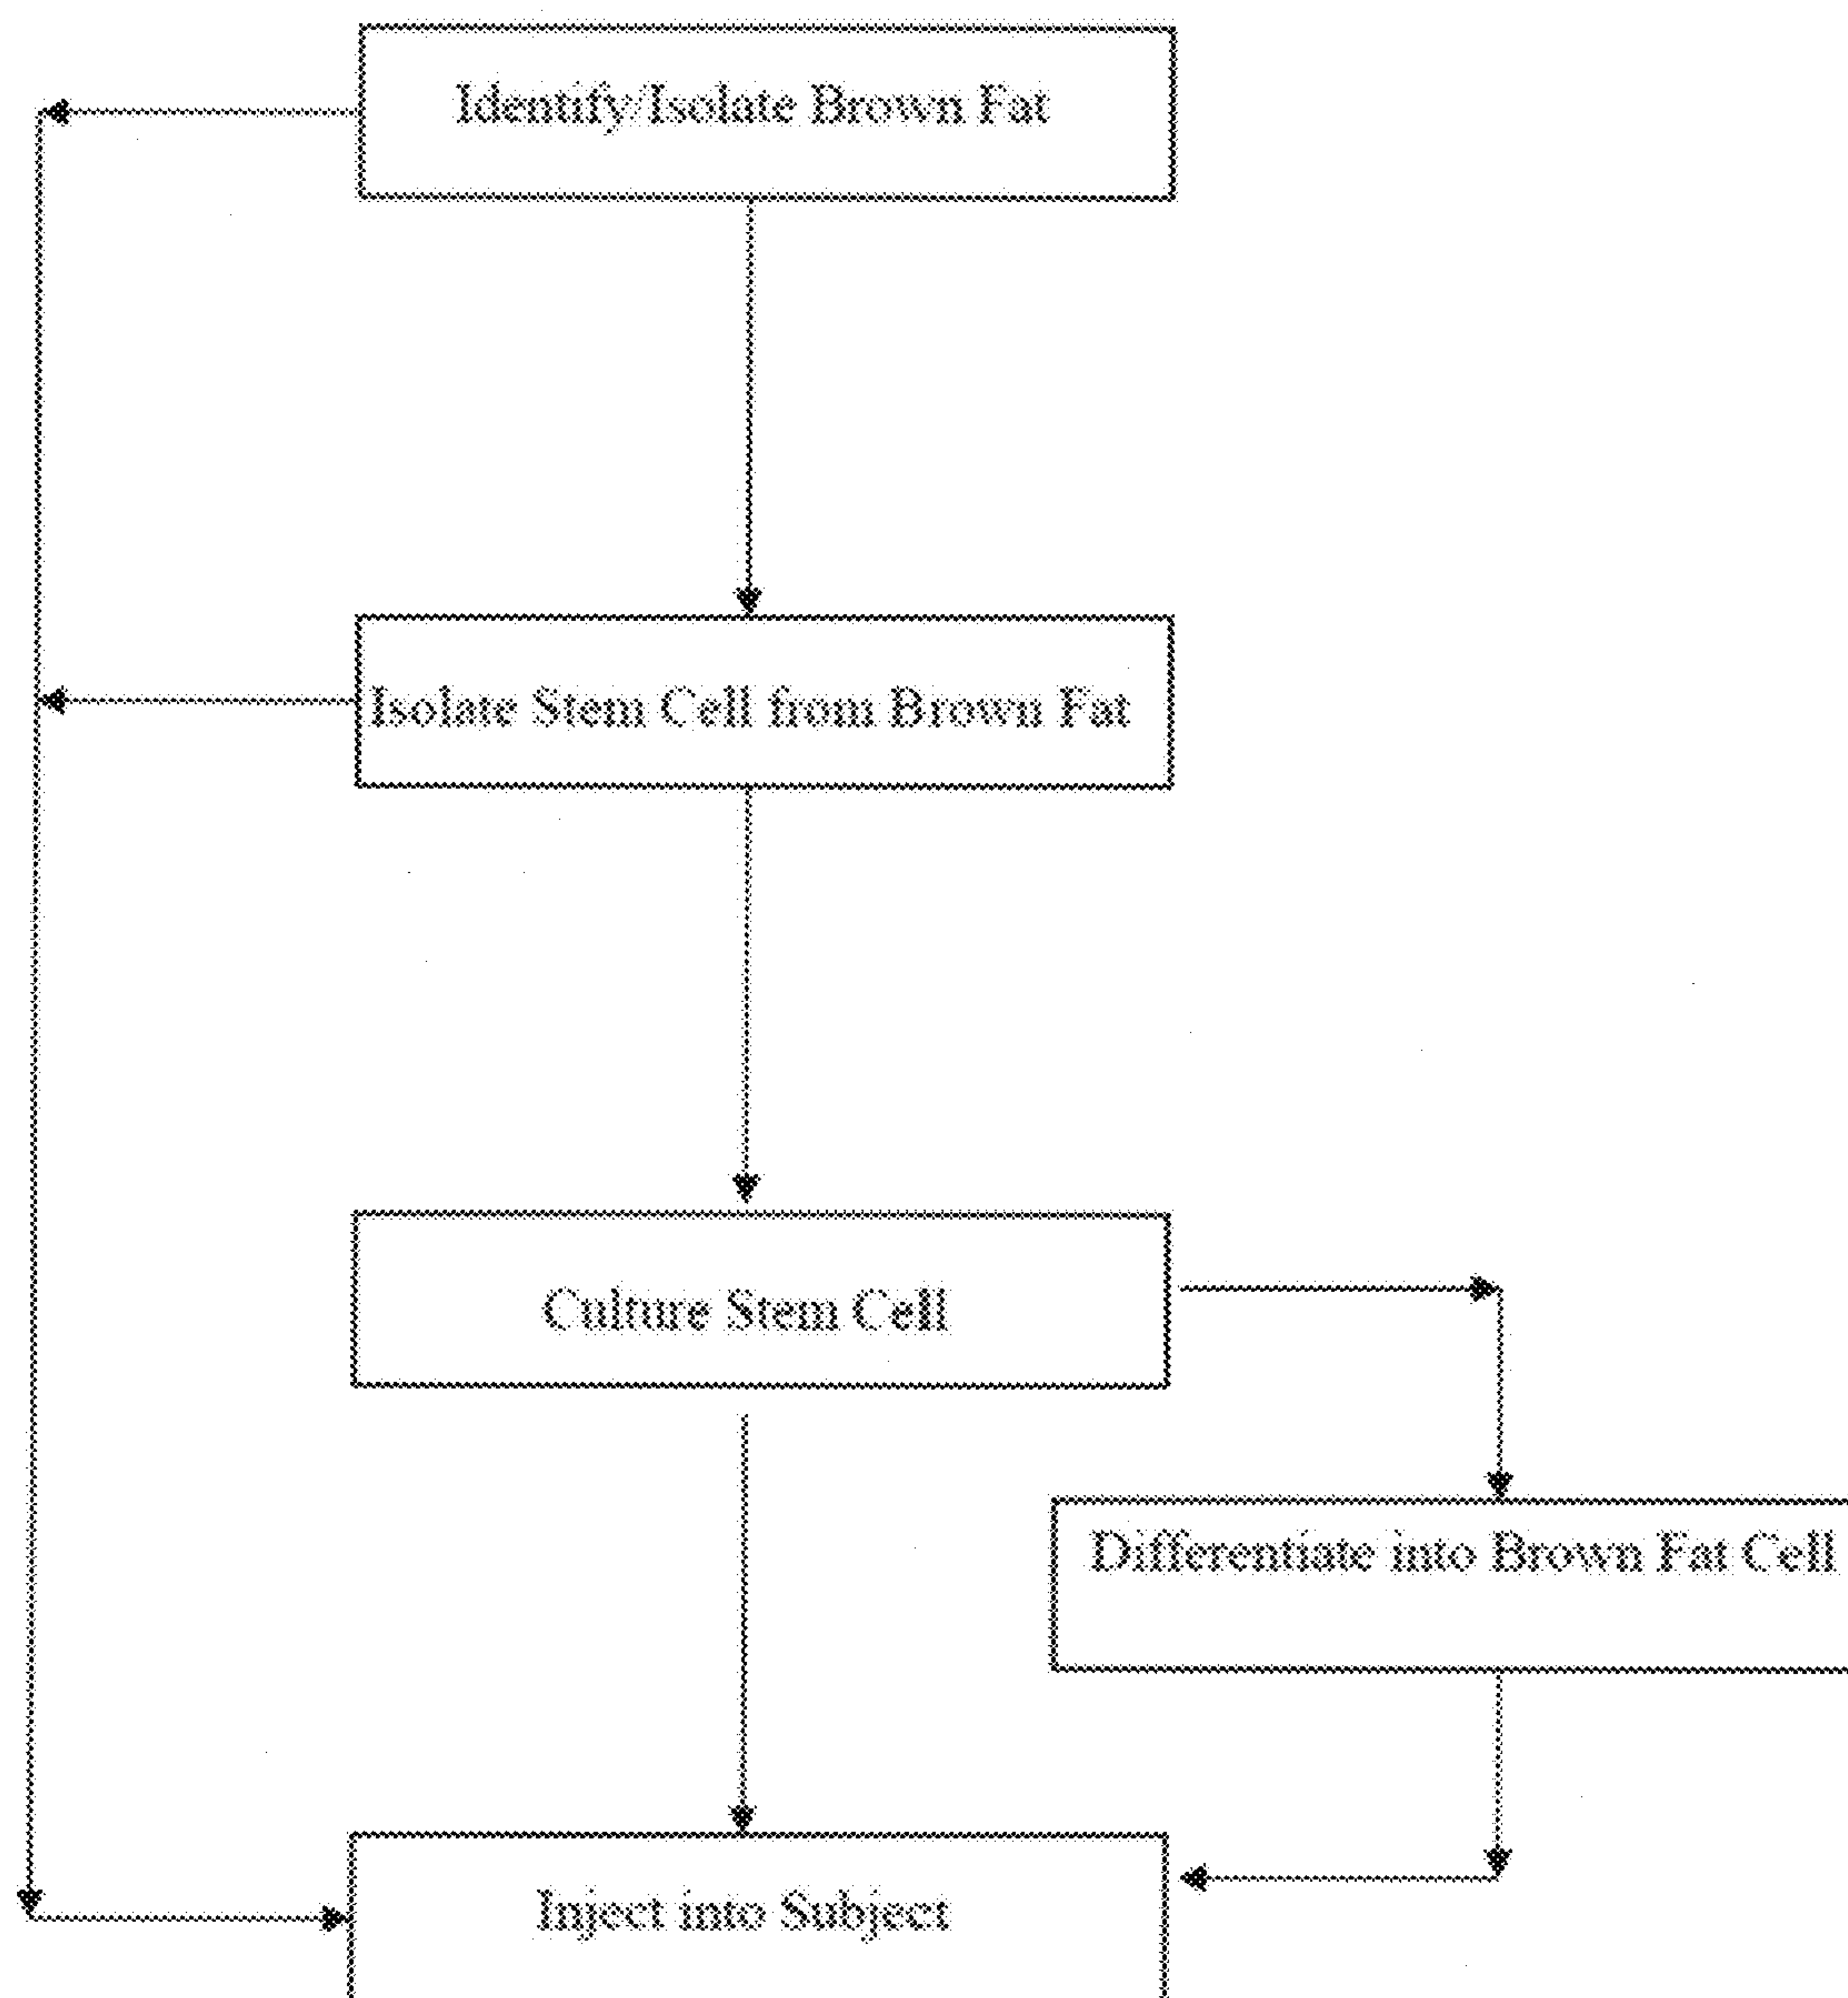 Identify/Isolate Brown Fat
Isolate Stem Cell from Brown Fat
Culture Stem Cell
Differentiate into Brown Fat Cell
Inject into Subject